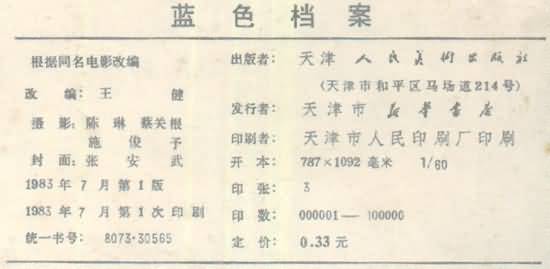 蓝色档案
根据同名电影改编
改 编：王 健
摄 影：陈 琳 蔡关根
施 俊 予
封 面：张 安 武
1983年7月第1版
1983年7月第1次印刷
统一书号：8073·30565
出版者：天津人民美术出版社
(天津市和平区马场道214号)
发行者：天津市新华书店
印刷者：天津市人民印刷厂印刷
开 本：787×1092毫米 1/60
印 张：3
印 数：000001—100000
定 价：0.33元